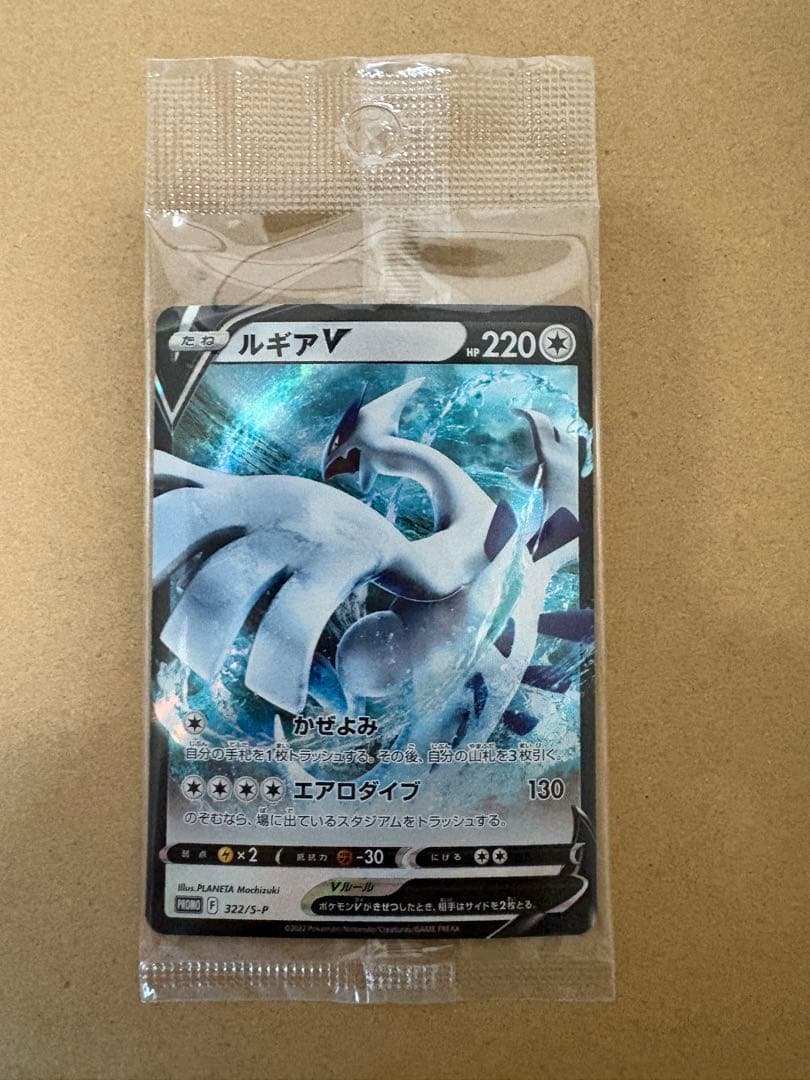 たね ルギアV HP 220
かぜよみ
自分の手札を1枚トラッシュする。その後、自分の山札を3枚引く。
エアロダイブ 130
のぞむなら、場に出ているスタジアムをトラッシュする。
弱点 ×2 抵抗力 -30 にげる
Illus. PLANETA Mochizuki
Vルール
ポケモンVがきぜつしたとき、相手はサイドを2枚とる。
PROMO F 322/S-P
©2022 Pokémon/Nintendo/Creatures/GAME FREAK